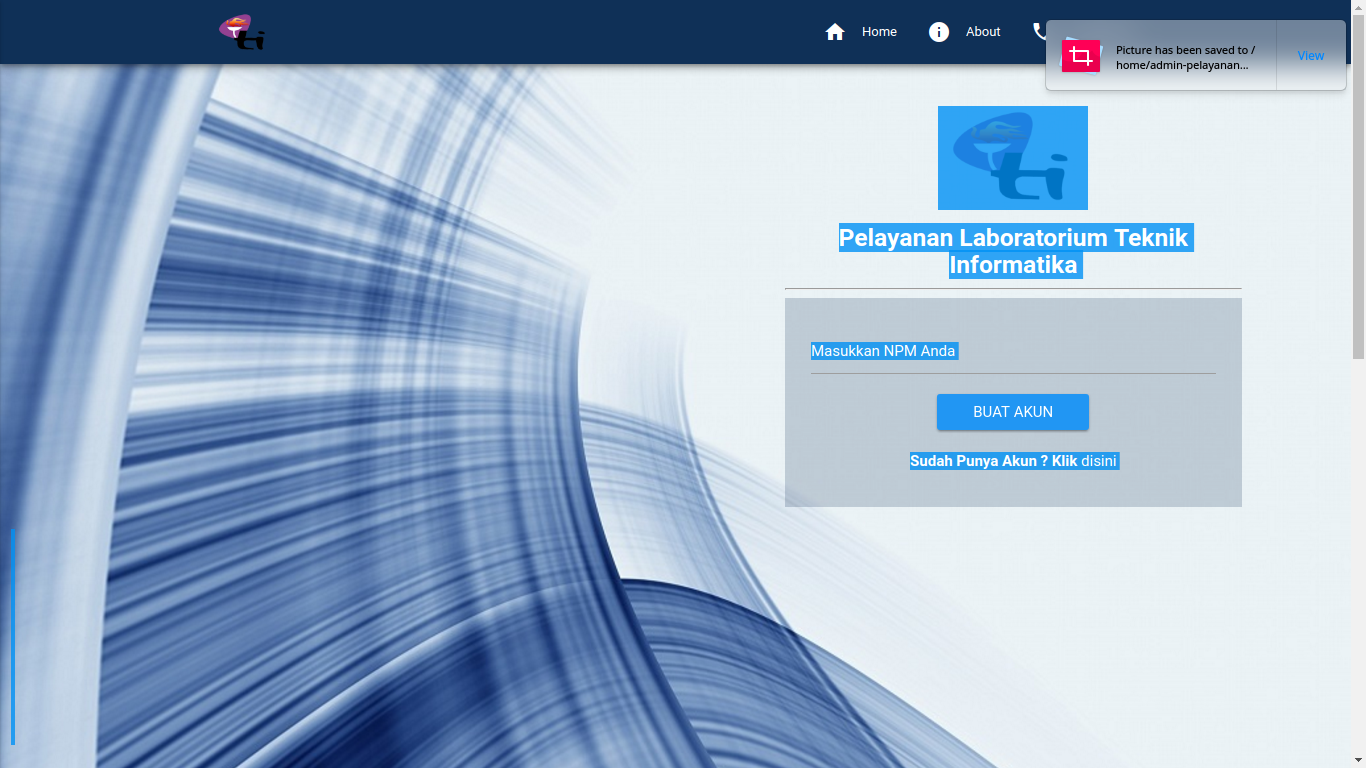 ti
Home
About
Picture has been saved to /
home/admin-pelayanan...
View
ti
Pelayanan Laboratorium Teknik
Informatika
Masukkan NPM Anda
BUAT AKUN
Sudah Punya Akun ? Klik disini